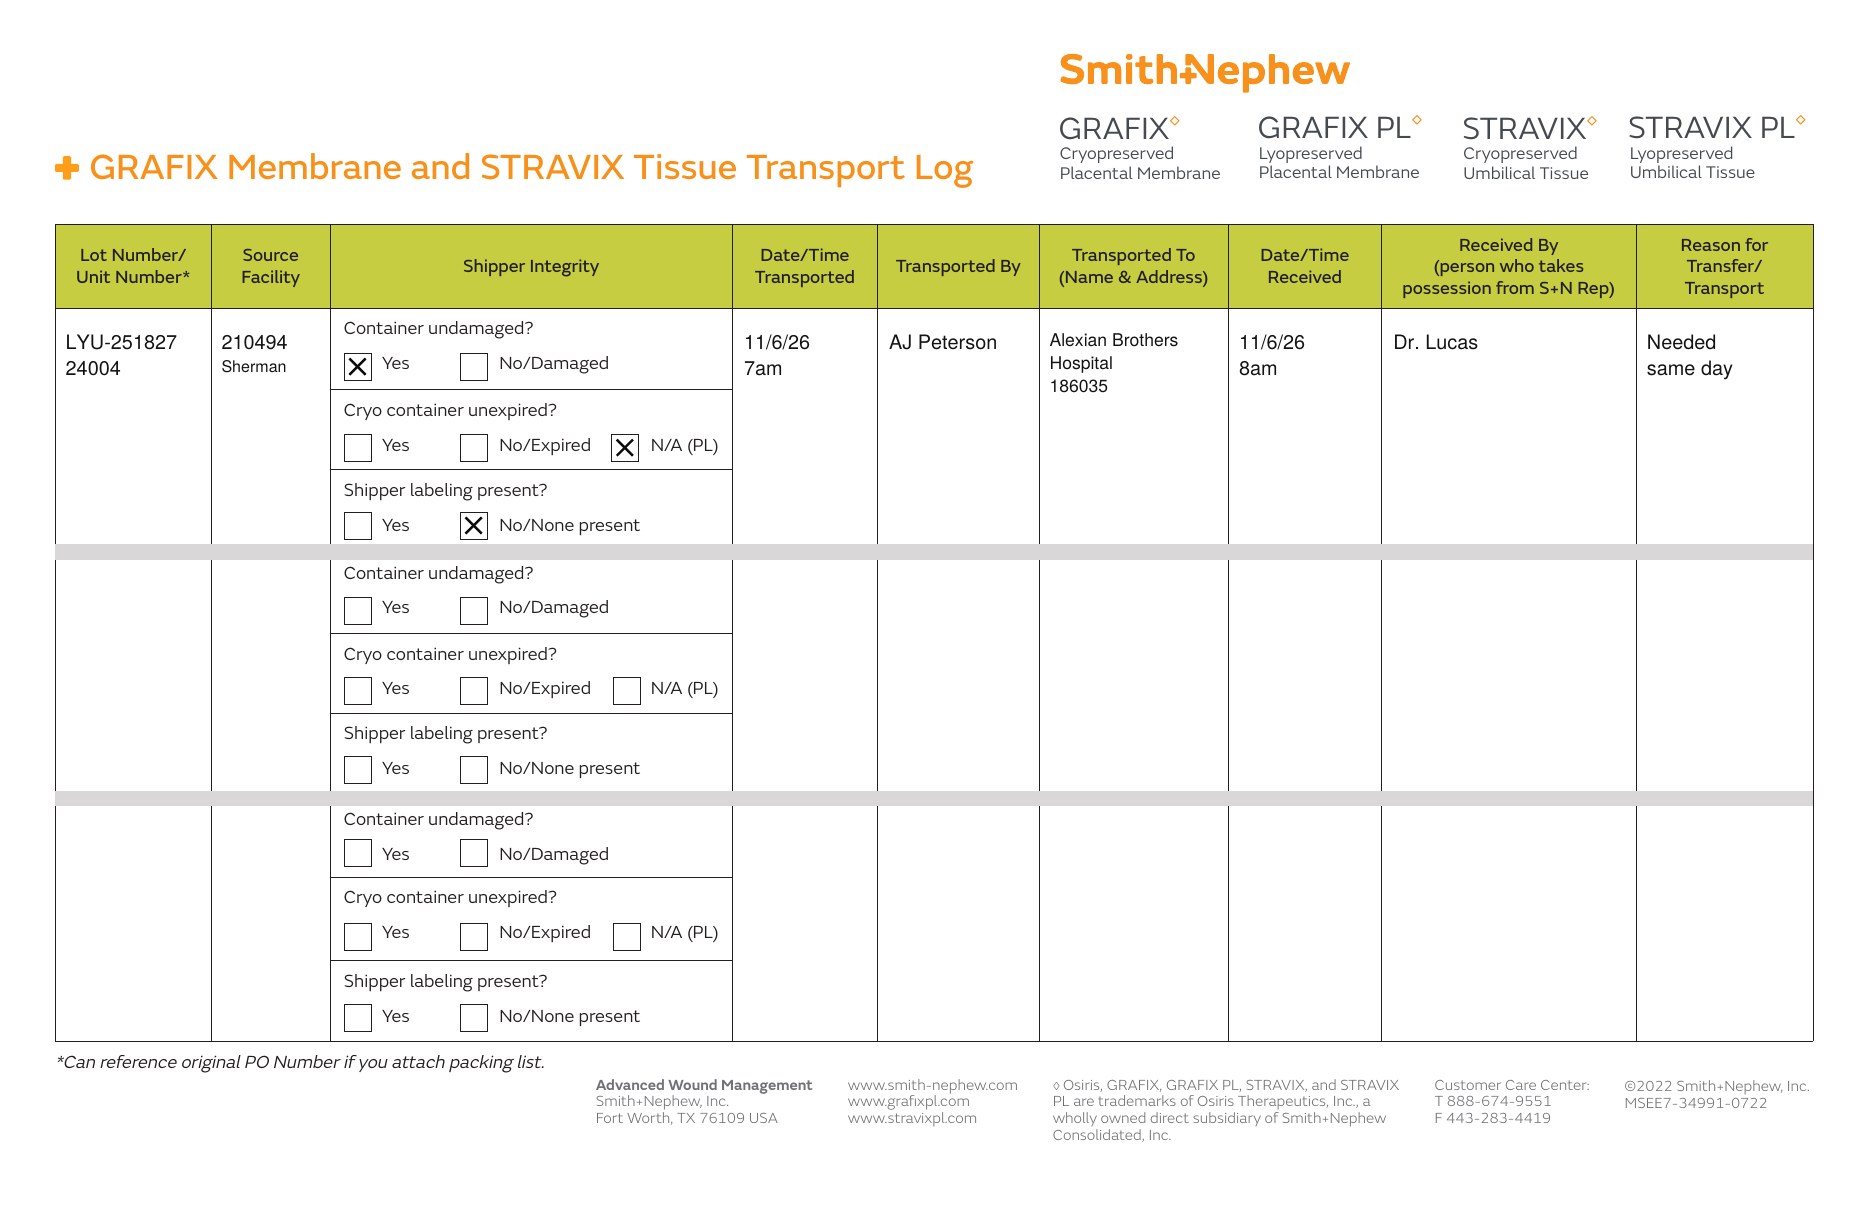 Smith+Nephew
GRAFIX◊
Cryopreserved
Placental Membrane
GRAFIX PL◊
Lyopreserved
Placental Membrane
STRAVIX◊
Cryopreserved
Umbilical Tissue
STRAVIX PL◊
Lyopreserved
Umbilical Tissue
GRAFIX Membrane and STRAVIX Tissue Transport Log
Lot Number/
Unit Number*
Source
Facility
Shipper Integrity
Date/Time
Transported
Transported By
Transported To
(Name & Address)
Date/Time
Received
Received By
(person who takes
possession from S+N Rep)
Reason for
Transfer/
Transport
LYU-251827
24004
210494
Sherman
Container undamaged?
Yes No/Damaged
Cryo container unexpired?
Yes No/Expired N/A (PL)
Shipper labeling present?
Yes No/None present
11/6/26
7am
AJ Peterson
Alexian Brothers
Hospital
186035
11/6/26
8am
Dr. Lucas
Needed
same day
Container undamaged?
Yes No/Damaged
Cryo container unexpired?
Yes No/Expired N/A (PL)
Shipper labeling present?
Yes No/None present
Container undamaged?
Yes No/Damaged
Cryo container unexpired?
Yes No/Expired N/A (PL)
Shipper labeling present?
Yes No/None present
*Can reference original PO Number if you attach packing list.
Advanced Wound Management
Smith+Nephew, Inc.
Fort Worth, TX 76109 USA
www.smith-nephew.com
www.grafixpl.com
www.stravixpl.com
◊ Osiris, GRAFIX, GRAFIX PL, STRAVIX, and STRAVIX
PL are trademarks of Osiris Therapeutics, Inc., a
wholly owned direct subsidiary of Smith+Nephew
Consolidated, Inc.
Customer Care Center:
T 888-674-9551
F 443-283-4419
©2022 Smith+Nephew, Inc.
MSEE7-34991-0722